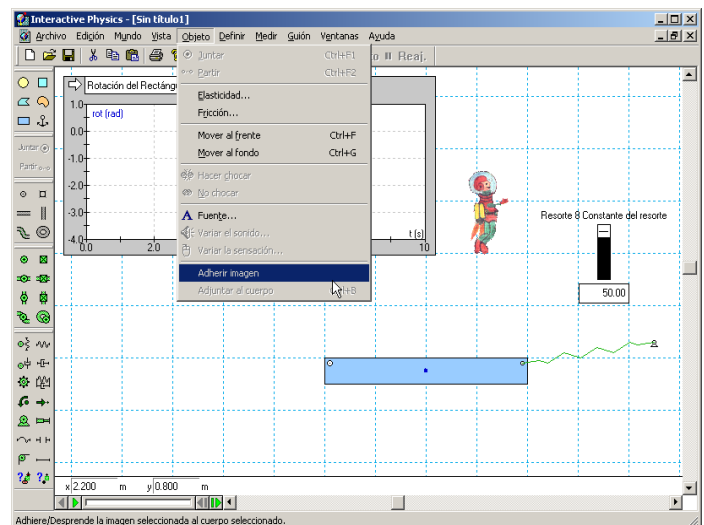 Interactive Physics - [Sin título1]
Archivo Edición Mundo Vista Objeto Definir Medir Guión Ventanas Ayuda
Reaj.
Juntar
Partir
Rotación del Rectáng
rot (rad)
1.0
0.0
-1.0
-2.0
-3.0
-4.0
0.0 2.0 10
t (s)
Juntar Ctrl+F1
Partir Ctrl+F2
Elasticidad...
Fricción...
Mover al frente Ctrl+F
Mover al fondo Ctrl+G
Hacer chocar
No chocar
Fuente...
Variar el sonido...
Variar la sensación...
Adherir imagen
Adjuntar al cuerpo
Resorte 8 Constante del resorte
50.00
x 2.200 m y 0.800 m
Adhiere/Desprende la imagen seleccionada al cuerpo seleccionado.